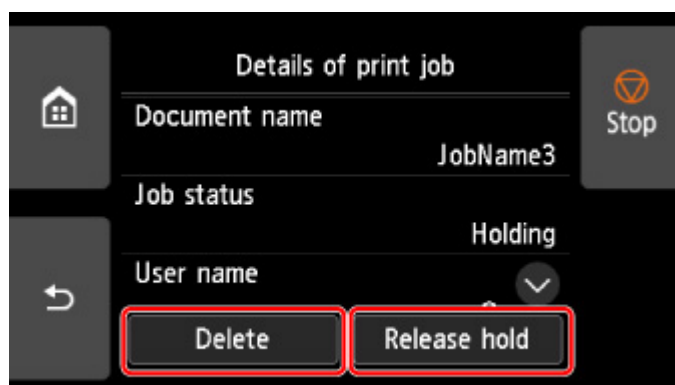 Details of print job
Stop
Document name
JobName3
Job status
Holding
User name
Delete
Release hold